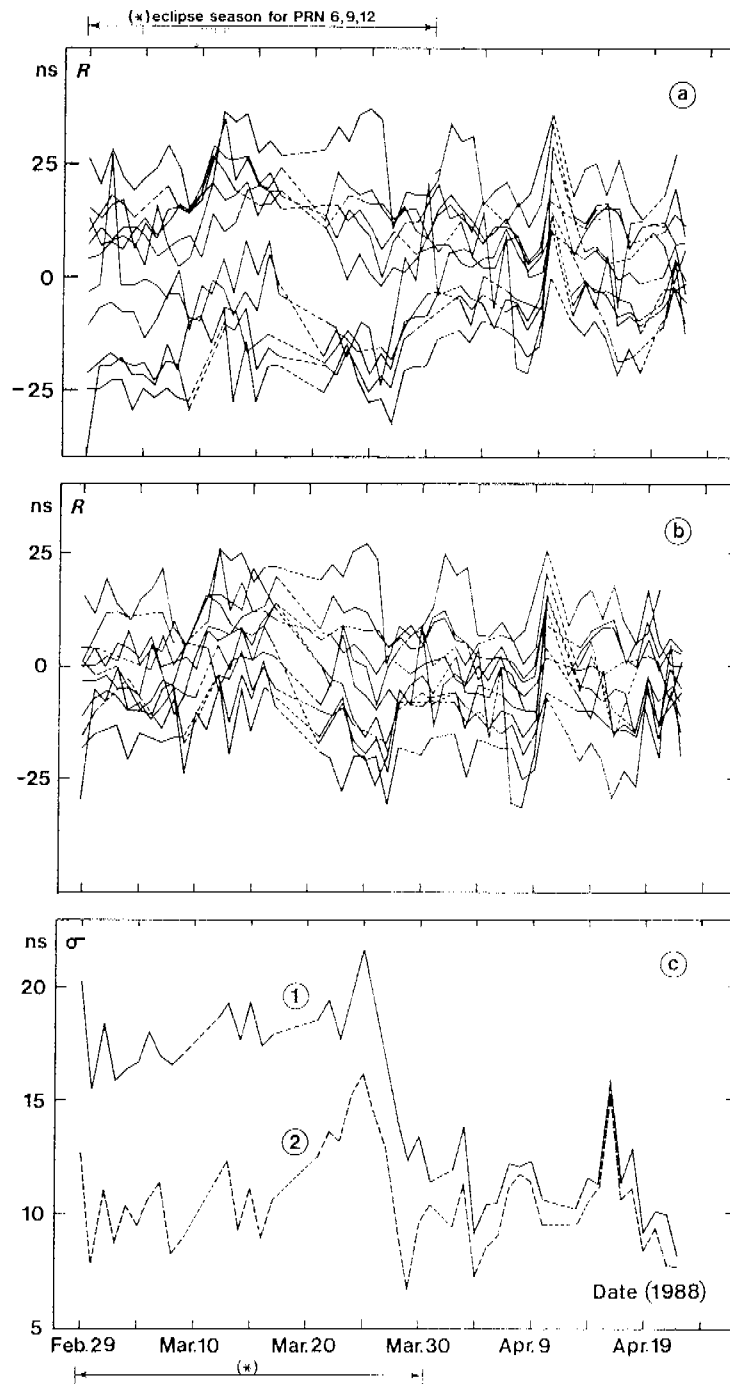 (*) eclipse season for PRN 6,9,12
ns R
a
25
0
-25
ns R
b
25
0
-25
ns σ
c
20
1
15
2
10
Date (1988)
5
Feb.29 Mar.10 Mar.20 Mar.30 Apr.9 Apr.19
(*)